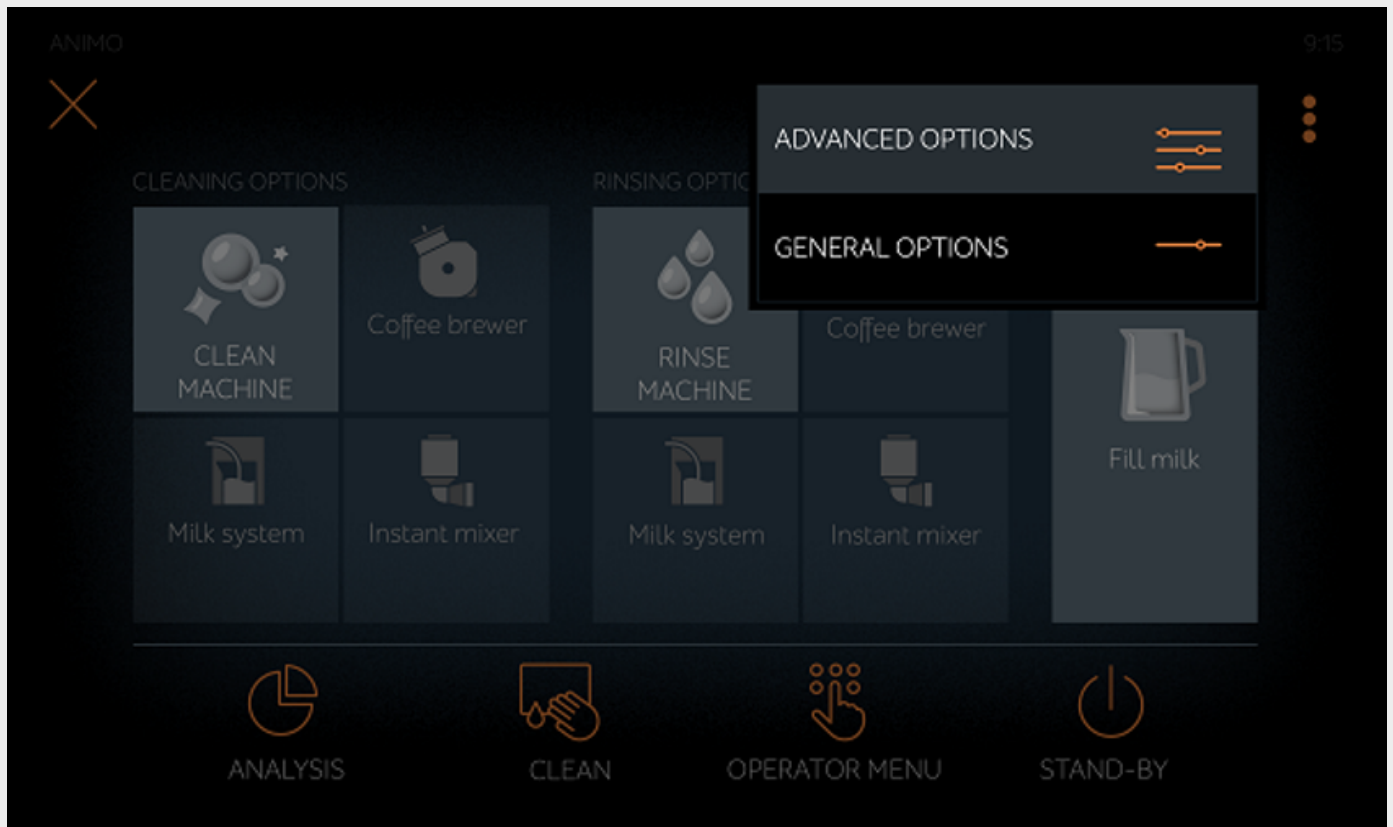 ANIMO
9:15
ADVANCED OPTIONS
GENERAL OPTIONS
CLEANING OPTIONS
RINSING
CLEAN
MACHINE
Coffee brewer
RINSE
MACHINE
Coffee brewer
Fill milk
Milk system
Instant mixer
Milk system
Instant mixer
ANALYSIS
CLEAN
OPERATOR MENU
STAND-BY